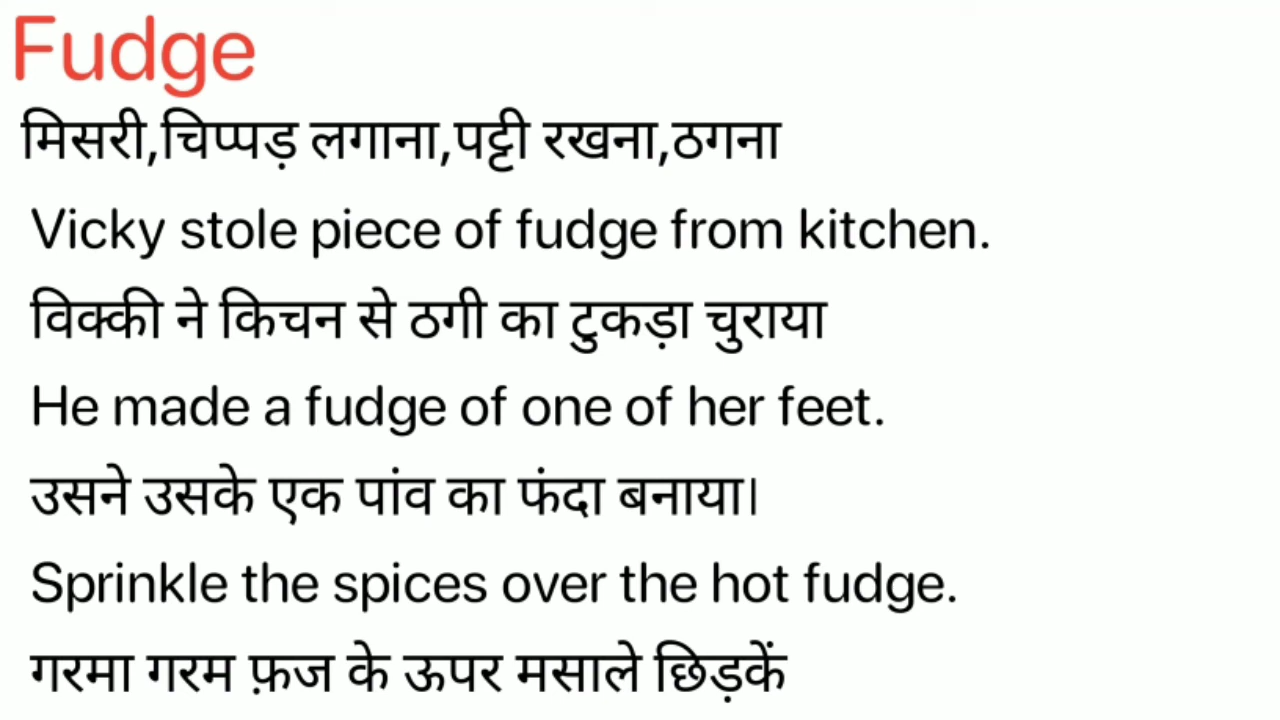 Fudge
मिसरी,चिप्पड़ लगाना,पट्टी रखना,ठगना
Vicky stole piece of fudge from kitchen.
विक्की ने किचन से ठगी का टुकड़ा चुराया
He made a fudge of one of her feet.
उसने उसके एक पांव का फंदा बनाया।
Sprinkle the spices over the hot fudge.
गरमा गरम फ़ज के ऊपर मसाले छिड़कें